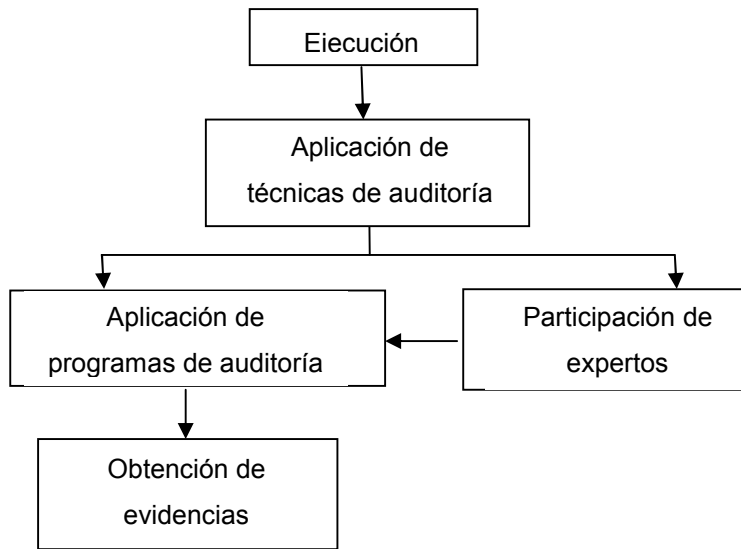 Eiecución
Aplicación de
técnicas de auditoría
Aplicación de
programas de auditoría
Participación de
expertos
Obtención de
evidencias